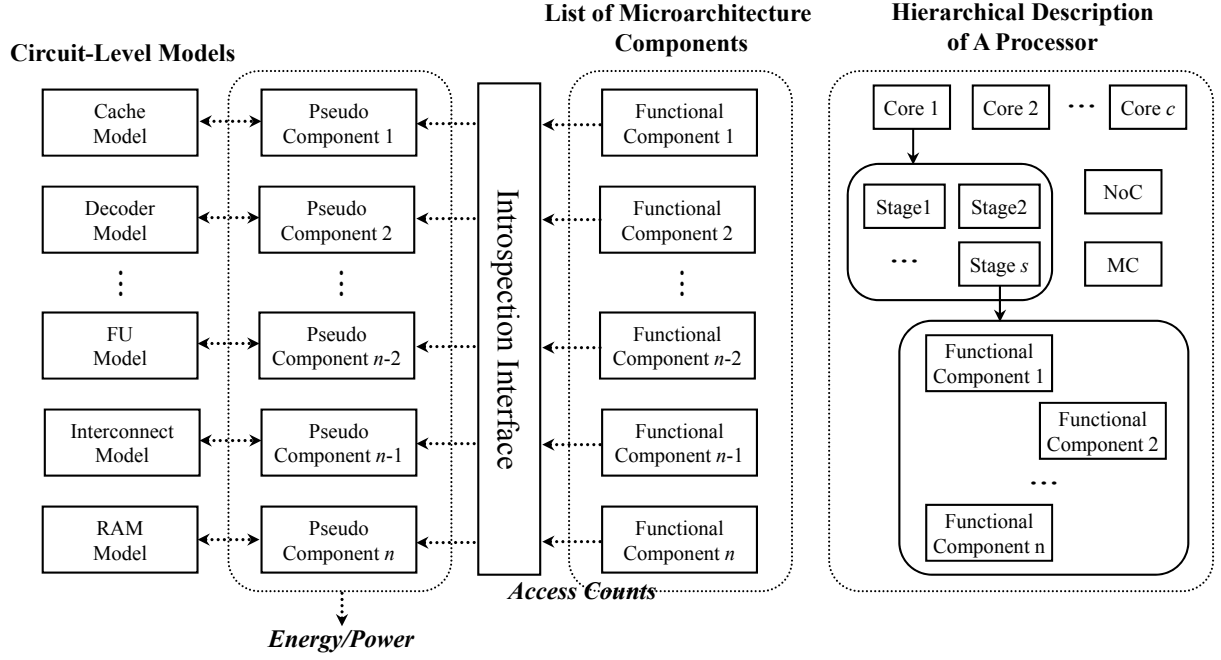 List of Microarchitecture
Components
Hierarchical Description
of A Processor
Circuit-Level Models
Cache
Model
Pseudo
Component 1
Functional
Component 1
Decoder
Model
Pseudo
Component 2
Functional
Component 2
⋮
⋮
⋮
FU
Model
Pseudo
Component n-2
Functional
Component n-2
Interconnect
Model
Pseudo
Component n-1
Functional
Component n-1
RAM
Model
Pseudo
Component n
Functional
Component n
Introspection Interface
Access Counts
Energy/Power
Core 1
Core 2
...
Core c
Stage1
Stage2
...
Stage s
NoC
MC
Functional
Component 1
Functional
Component 2
...
Functional
Component n